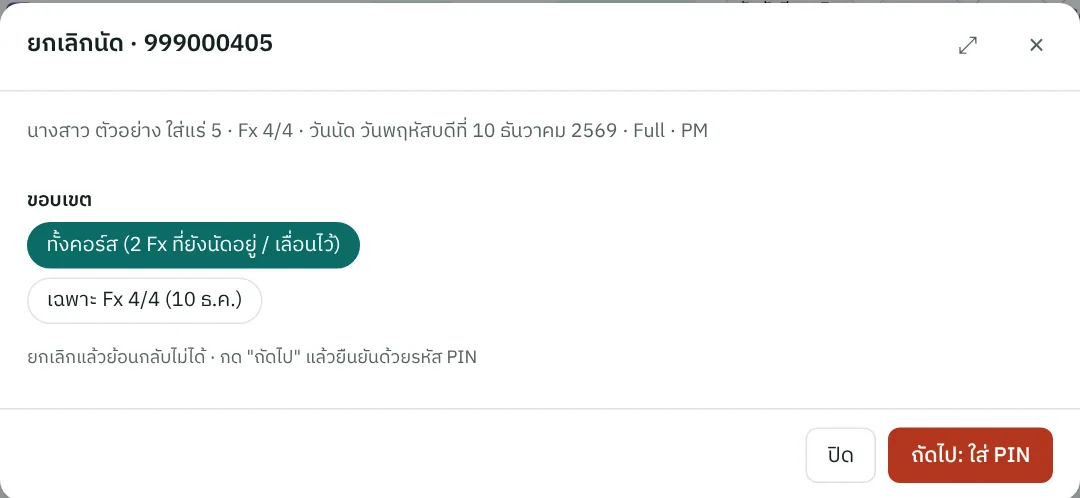 ยกเลิกนัด · 999000405
นางสาว ตัวอย่าง ใส่แร่ 5 · Fx 4/4 · วันนัด วันพฤหัสบดีที่ 10 ธันวาคม 2569 · Full · PM
ขอบเขต
ทั้งคอร์ส (2 Fx ที่ยังนัดอยู่ / เลื่อนไว้)
เฉพาะ Fx 4/4 (10 ธ.ค.)
ยกเลิกแล้วย้อนกลับไม่ได้ · กด "ถัดไป" แล้วยืนยันด้วยรหัส PIN
ปิด
ถัดไป: ใส่ PIN